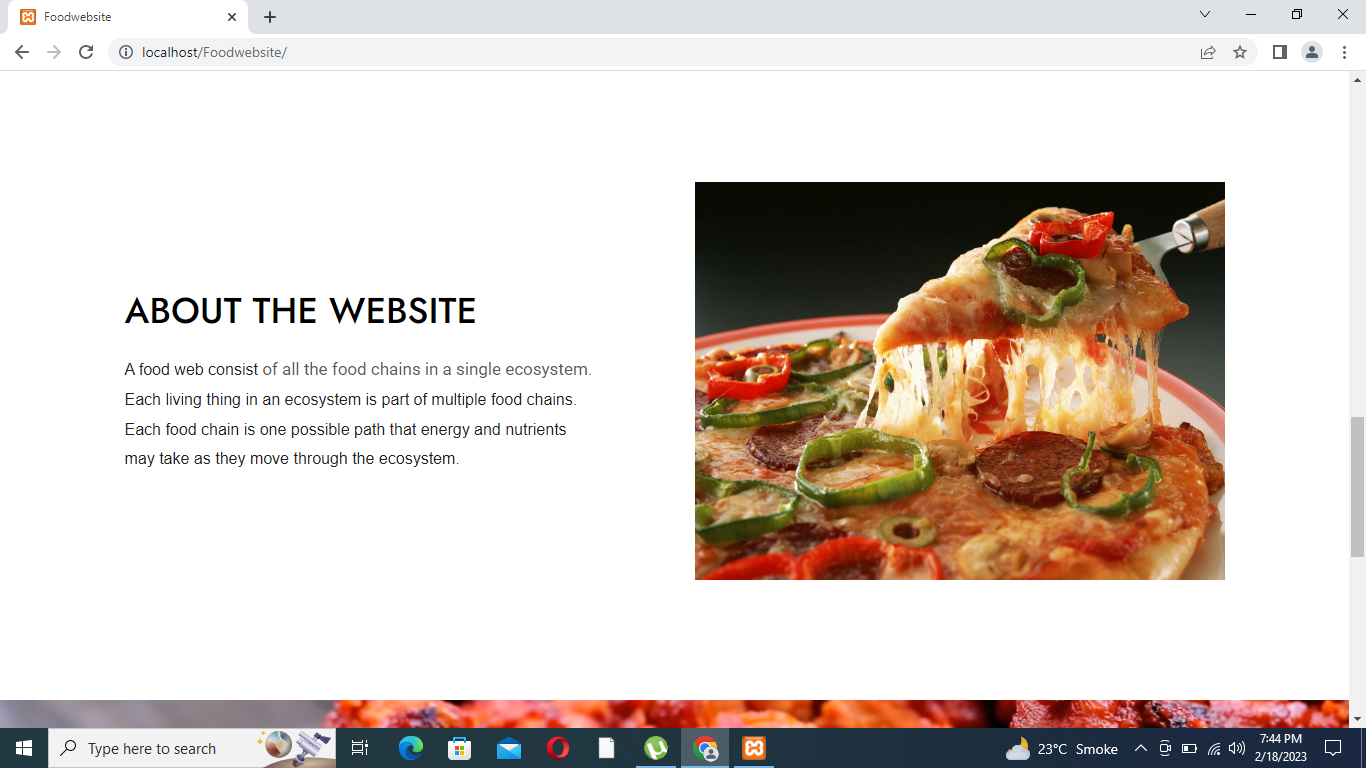 Foodwebsite
localhost/Foodwebsite/
ABOUT THE WEBSITE
A food web consist of all the food chains in a single ecosystem.
Each living thing in an ecosystem is part of multiple food chains.
Each food chain is one possible path that energy and nutrients
may take as they move through the ecosystem.
Type here to search
23°C Smoke
7:44 PM
2/18/2023